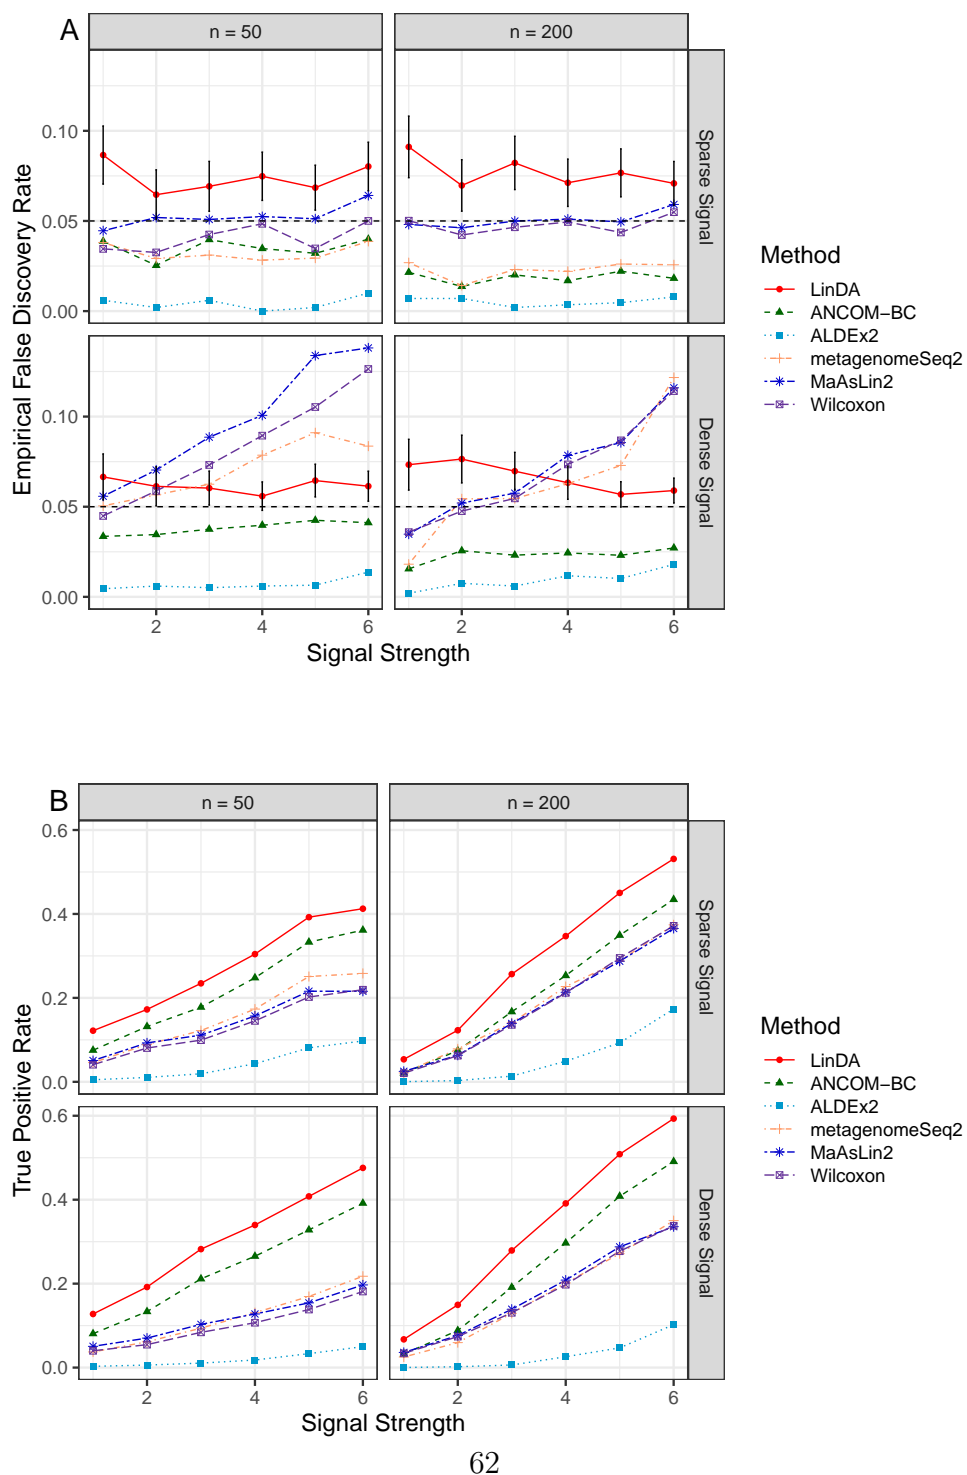 A
n = 50
n = 200
Empirical False Discovery Rate
0.10
0.05
0.00
Sparse Signal
0.10
0.05
0.00
Dense Signal
2
4
6
2
4
6
Signal Strength
Method
LinDA
ANCOM−BC
ALDEx2
metagenomeSeq2
MaAsLin2
Wilcoxon
B
n = 50
n = 200
True Positive Rate
0.6
0.4
0.2
0.0
Sparse Signal
0.6
0.4
0.2
0.0
Dense Signal
2
4
6
2
4
6
Signal Strength
Method
LinDA
ANCOM−BC
ALDEx2
metagenomeSeq2
MaAsLin2
Wilcoxon
62